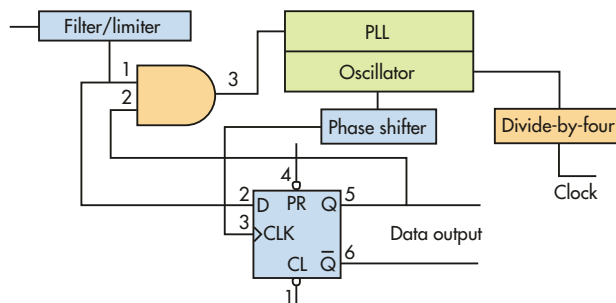 Filter/limiter
PLL
Oscillator
1
2
3
Phase shifter
Divide-by-four
Clock
4
2
D
PR
Q
5
3
CLK
Data output
CL
Q̅
6
1